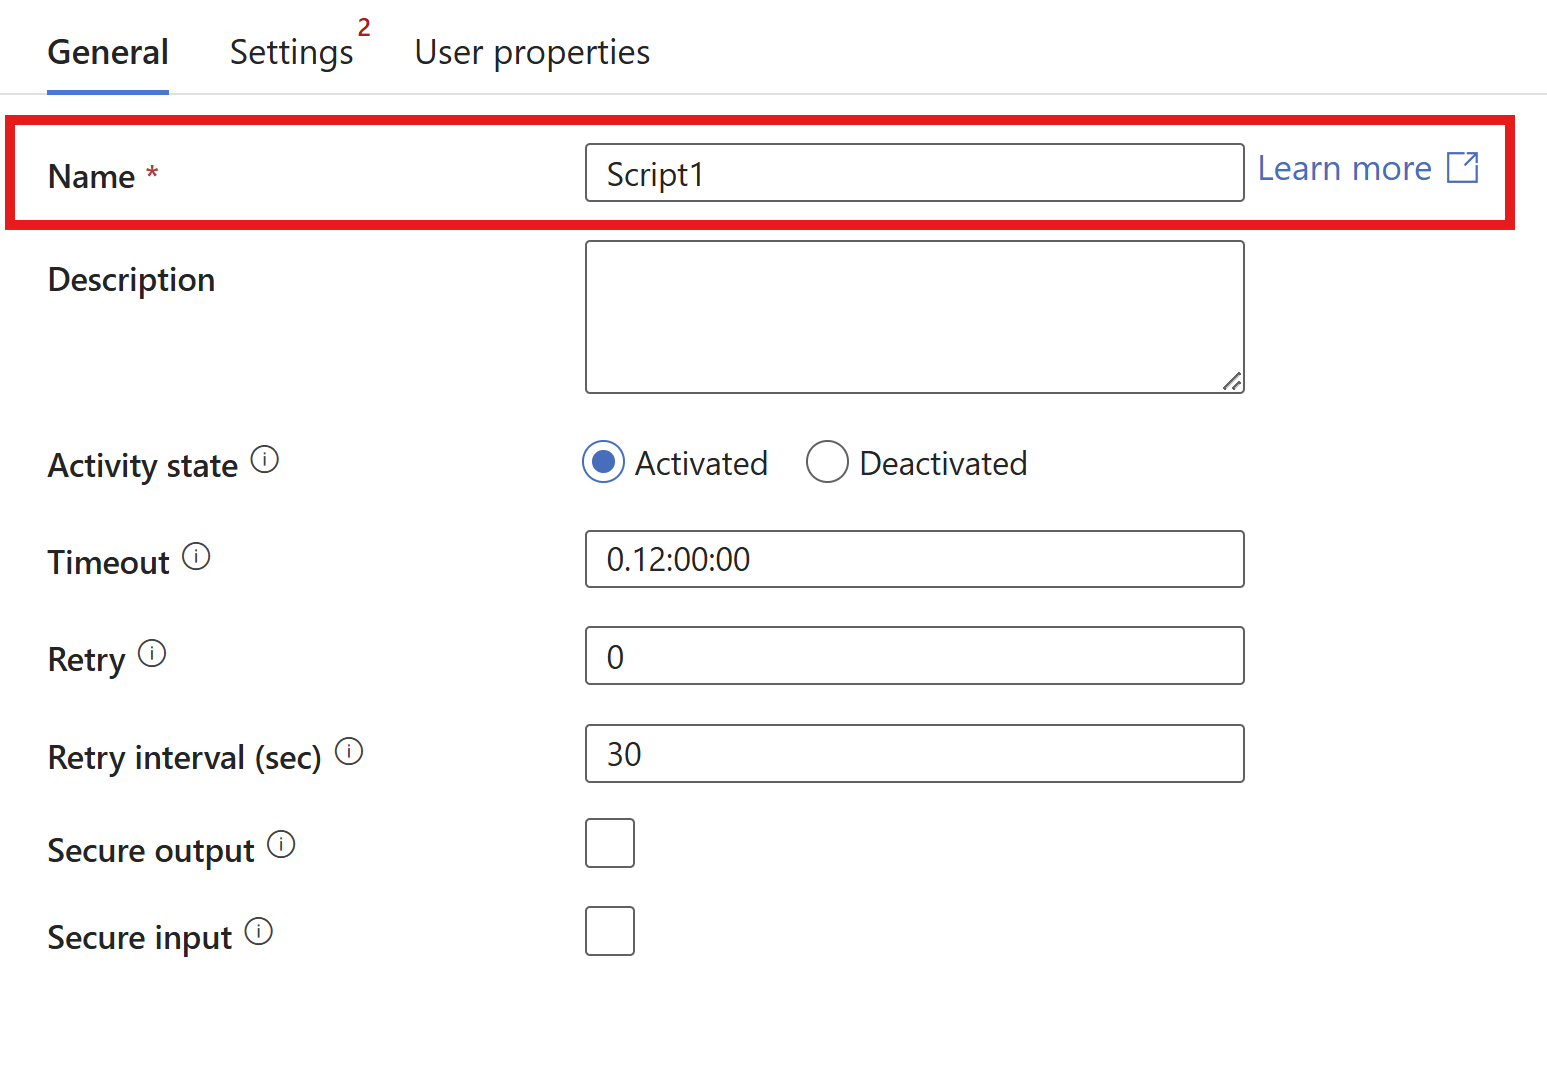 General Settings 2 User properties
Name * Script1 Learn more
Description
Activity state Activated Deactivated
Timeout 0.12:00:00
Retry 0
Retry interval (sec) 30
Secure output
Secure input